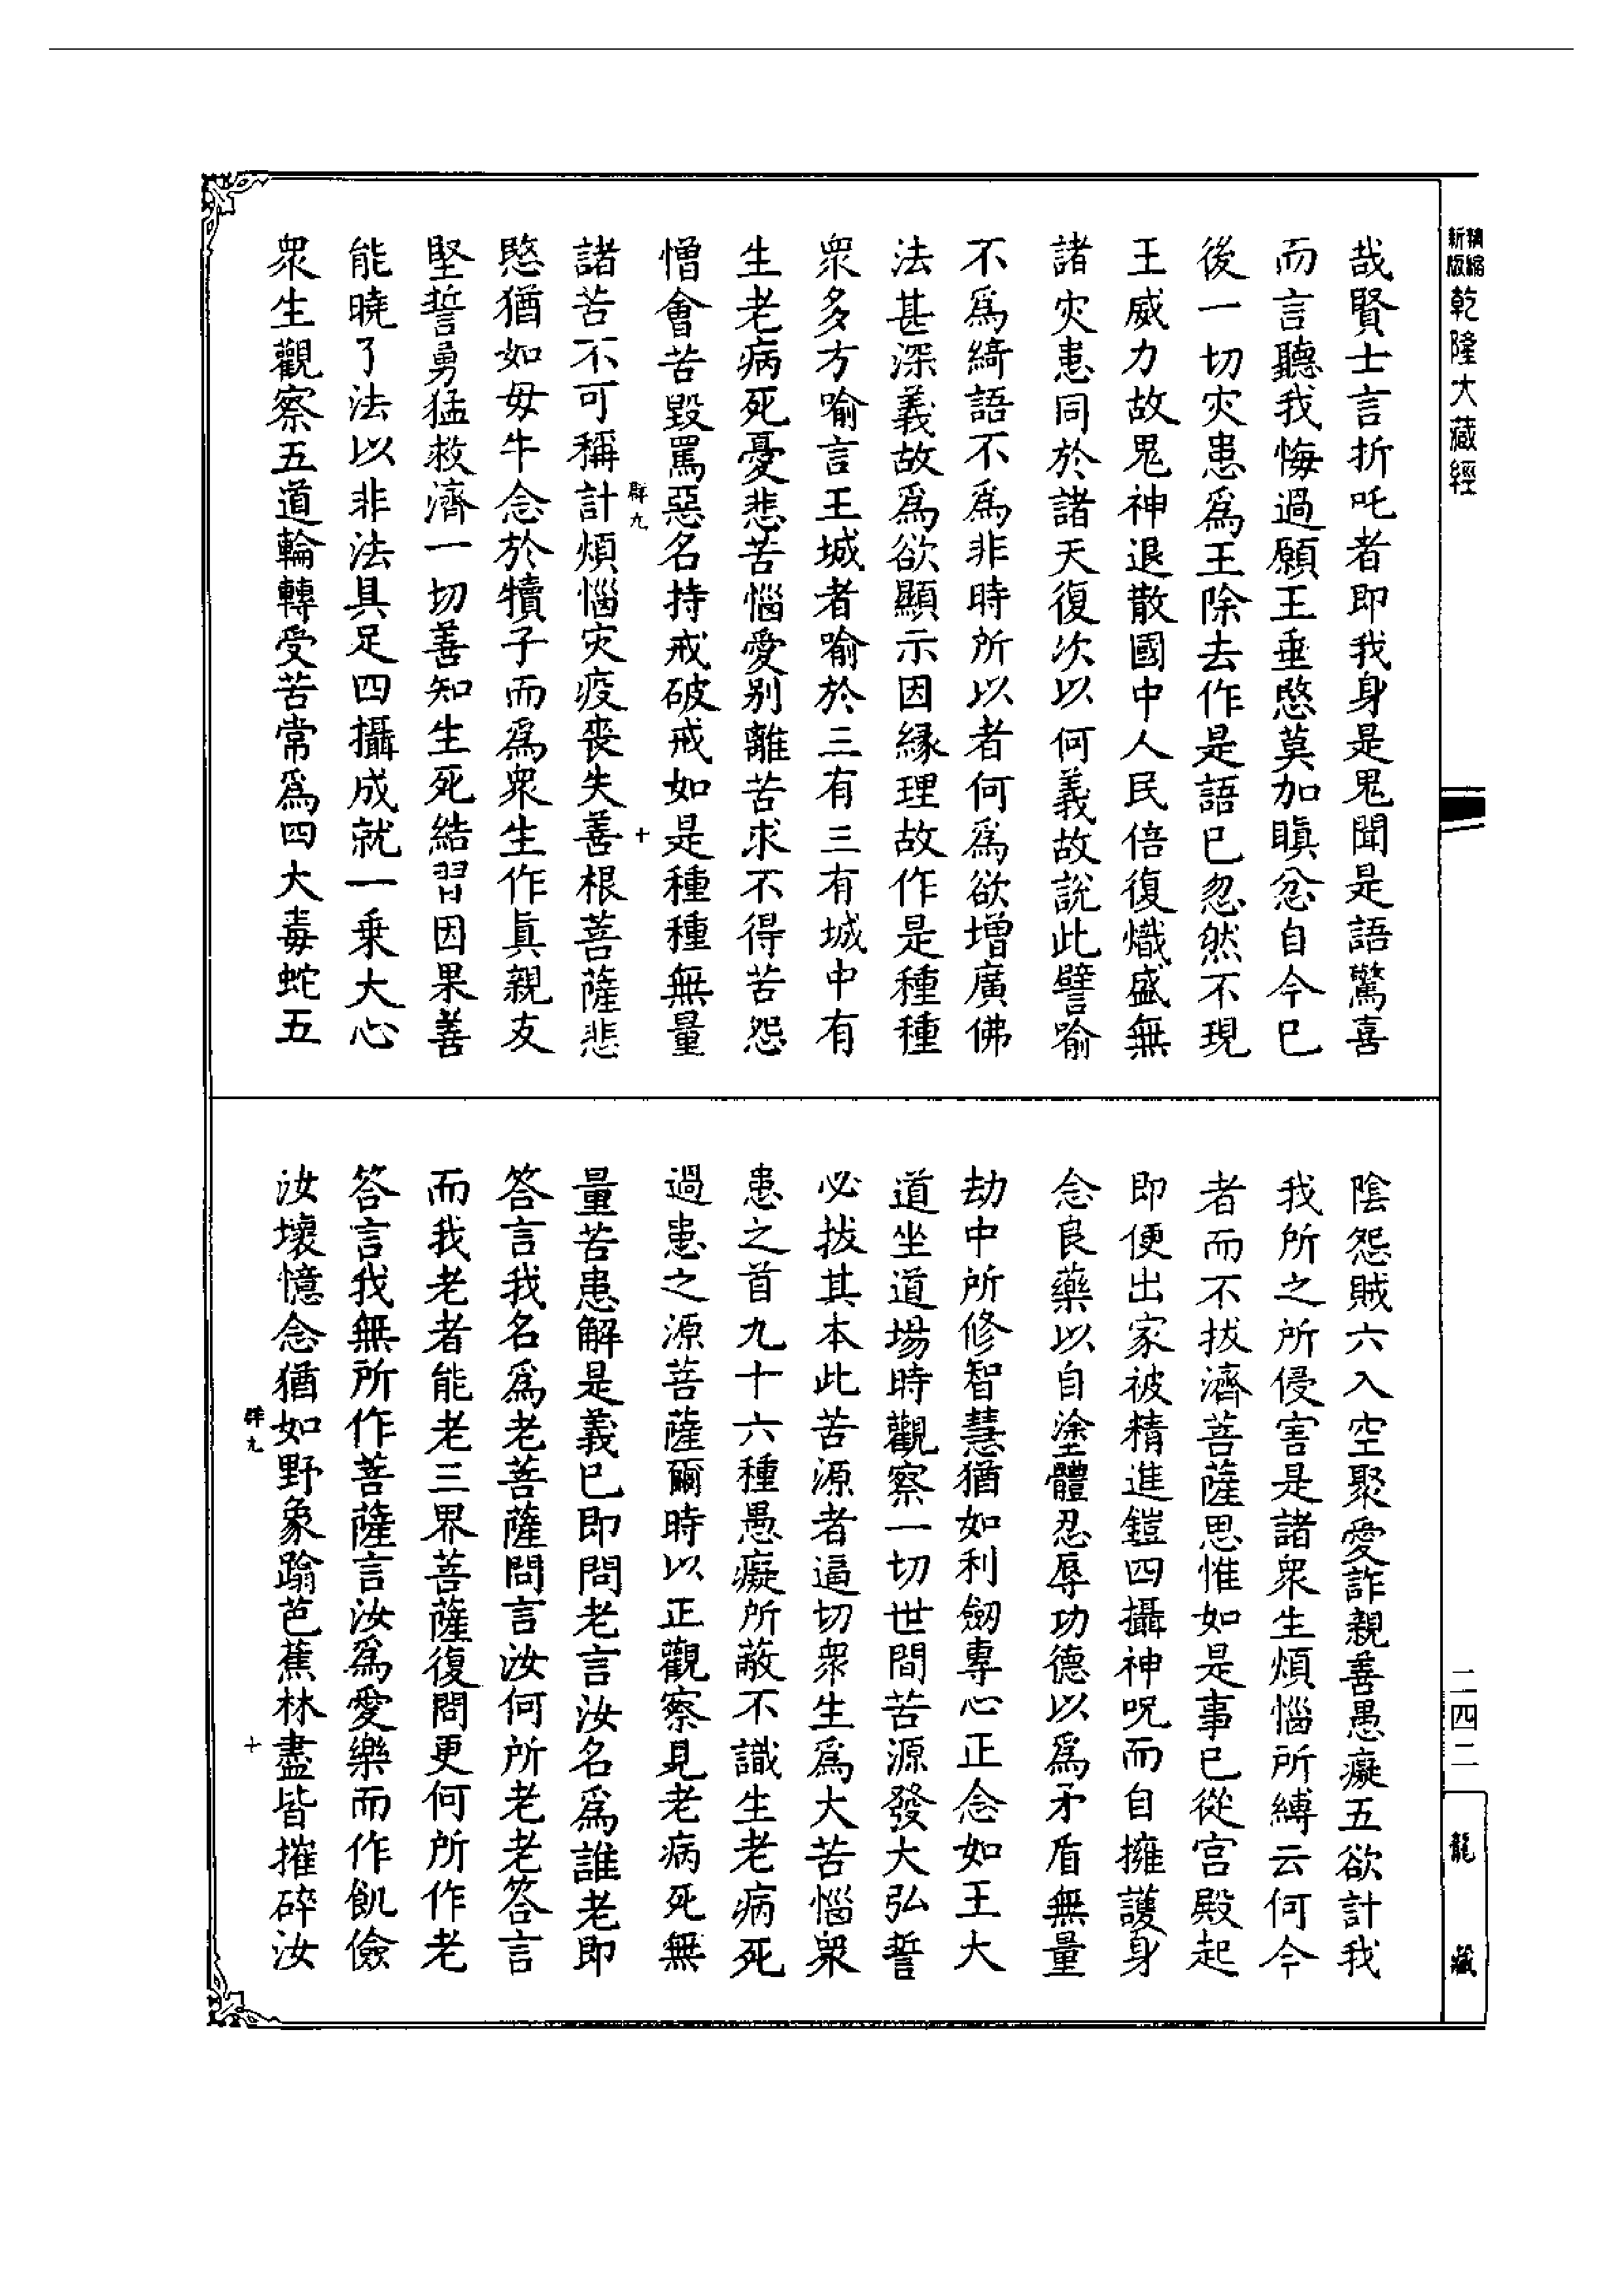 精縮
新版
乾隆大藏經
哉賢士言折吒者即我身是鬼聞是語驚喜
而言聽我悔過願王垂愍莫加瞋忿自今已
後一切灾患爲王除去作是語已忽然不現
王威力故鬼神退散國中人民倍復熾盛無
諸灾患同於諸天復次以何義故說此譬喻
不爲綺語不爲非時所以者何爲欲增廣佛
法甚深義故爲欲顯示因緣理故作是種種
衆多方喻言王城者喻於三有三有城中有
生老病死憂悲苦惱愛別離苦求不得苦怨
憎會苦毀罵惡名持戒破戒如是種種無量
群九
十
諸苦不可稱計煩惱灾疫喪失善根菩薩悲
愍猶如母牛念於犢子而爲衆生作眞親友
堅誓勇猛救濟一切善知生死結習因果善
能曉了法以非法具足四攝成就一乘大心
衆生觀察五道輪轉受苦常爲四大毒蛇五
陰怨賊六入空聚愛詐親善愚癡五欲計我
我所之所侵害是諸衆生煩惱所縛云何今
者而不拔濟菩薩思惟如是事已從宮殿起
即便出家被精進鎧四攝神呪而自擁護身
念良藥以自塗體忍辱功德以爲矛盾無量
劫中所修智慧猶如利劒專心正念如王大
道坐道場時觀察一切世間苦源發大弘誓
必拔其本此苦源者逼切衆生爲大苦惱衆
患之首九十六種愚癡所蔽不識生老病死
過患之源菩薩爾時以正觀察見老病死無
量苦患解是義已即問老言汝名爲誰老即
答言我名爲老菩薩問言汝何所老老答言
而我老者能老三界菩薩復問更何所作老
答言我無所作菩薩言汝爲愛樂而作飢儉
汝壞憶念猶如野象蹋芭蕉林盡皆摧碎汝
群九
十
二四二
龍藏